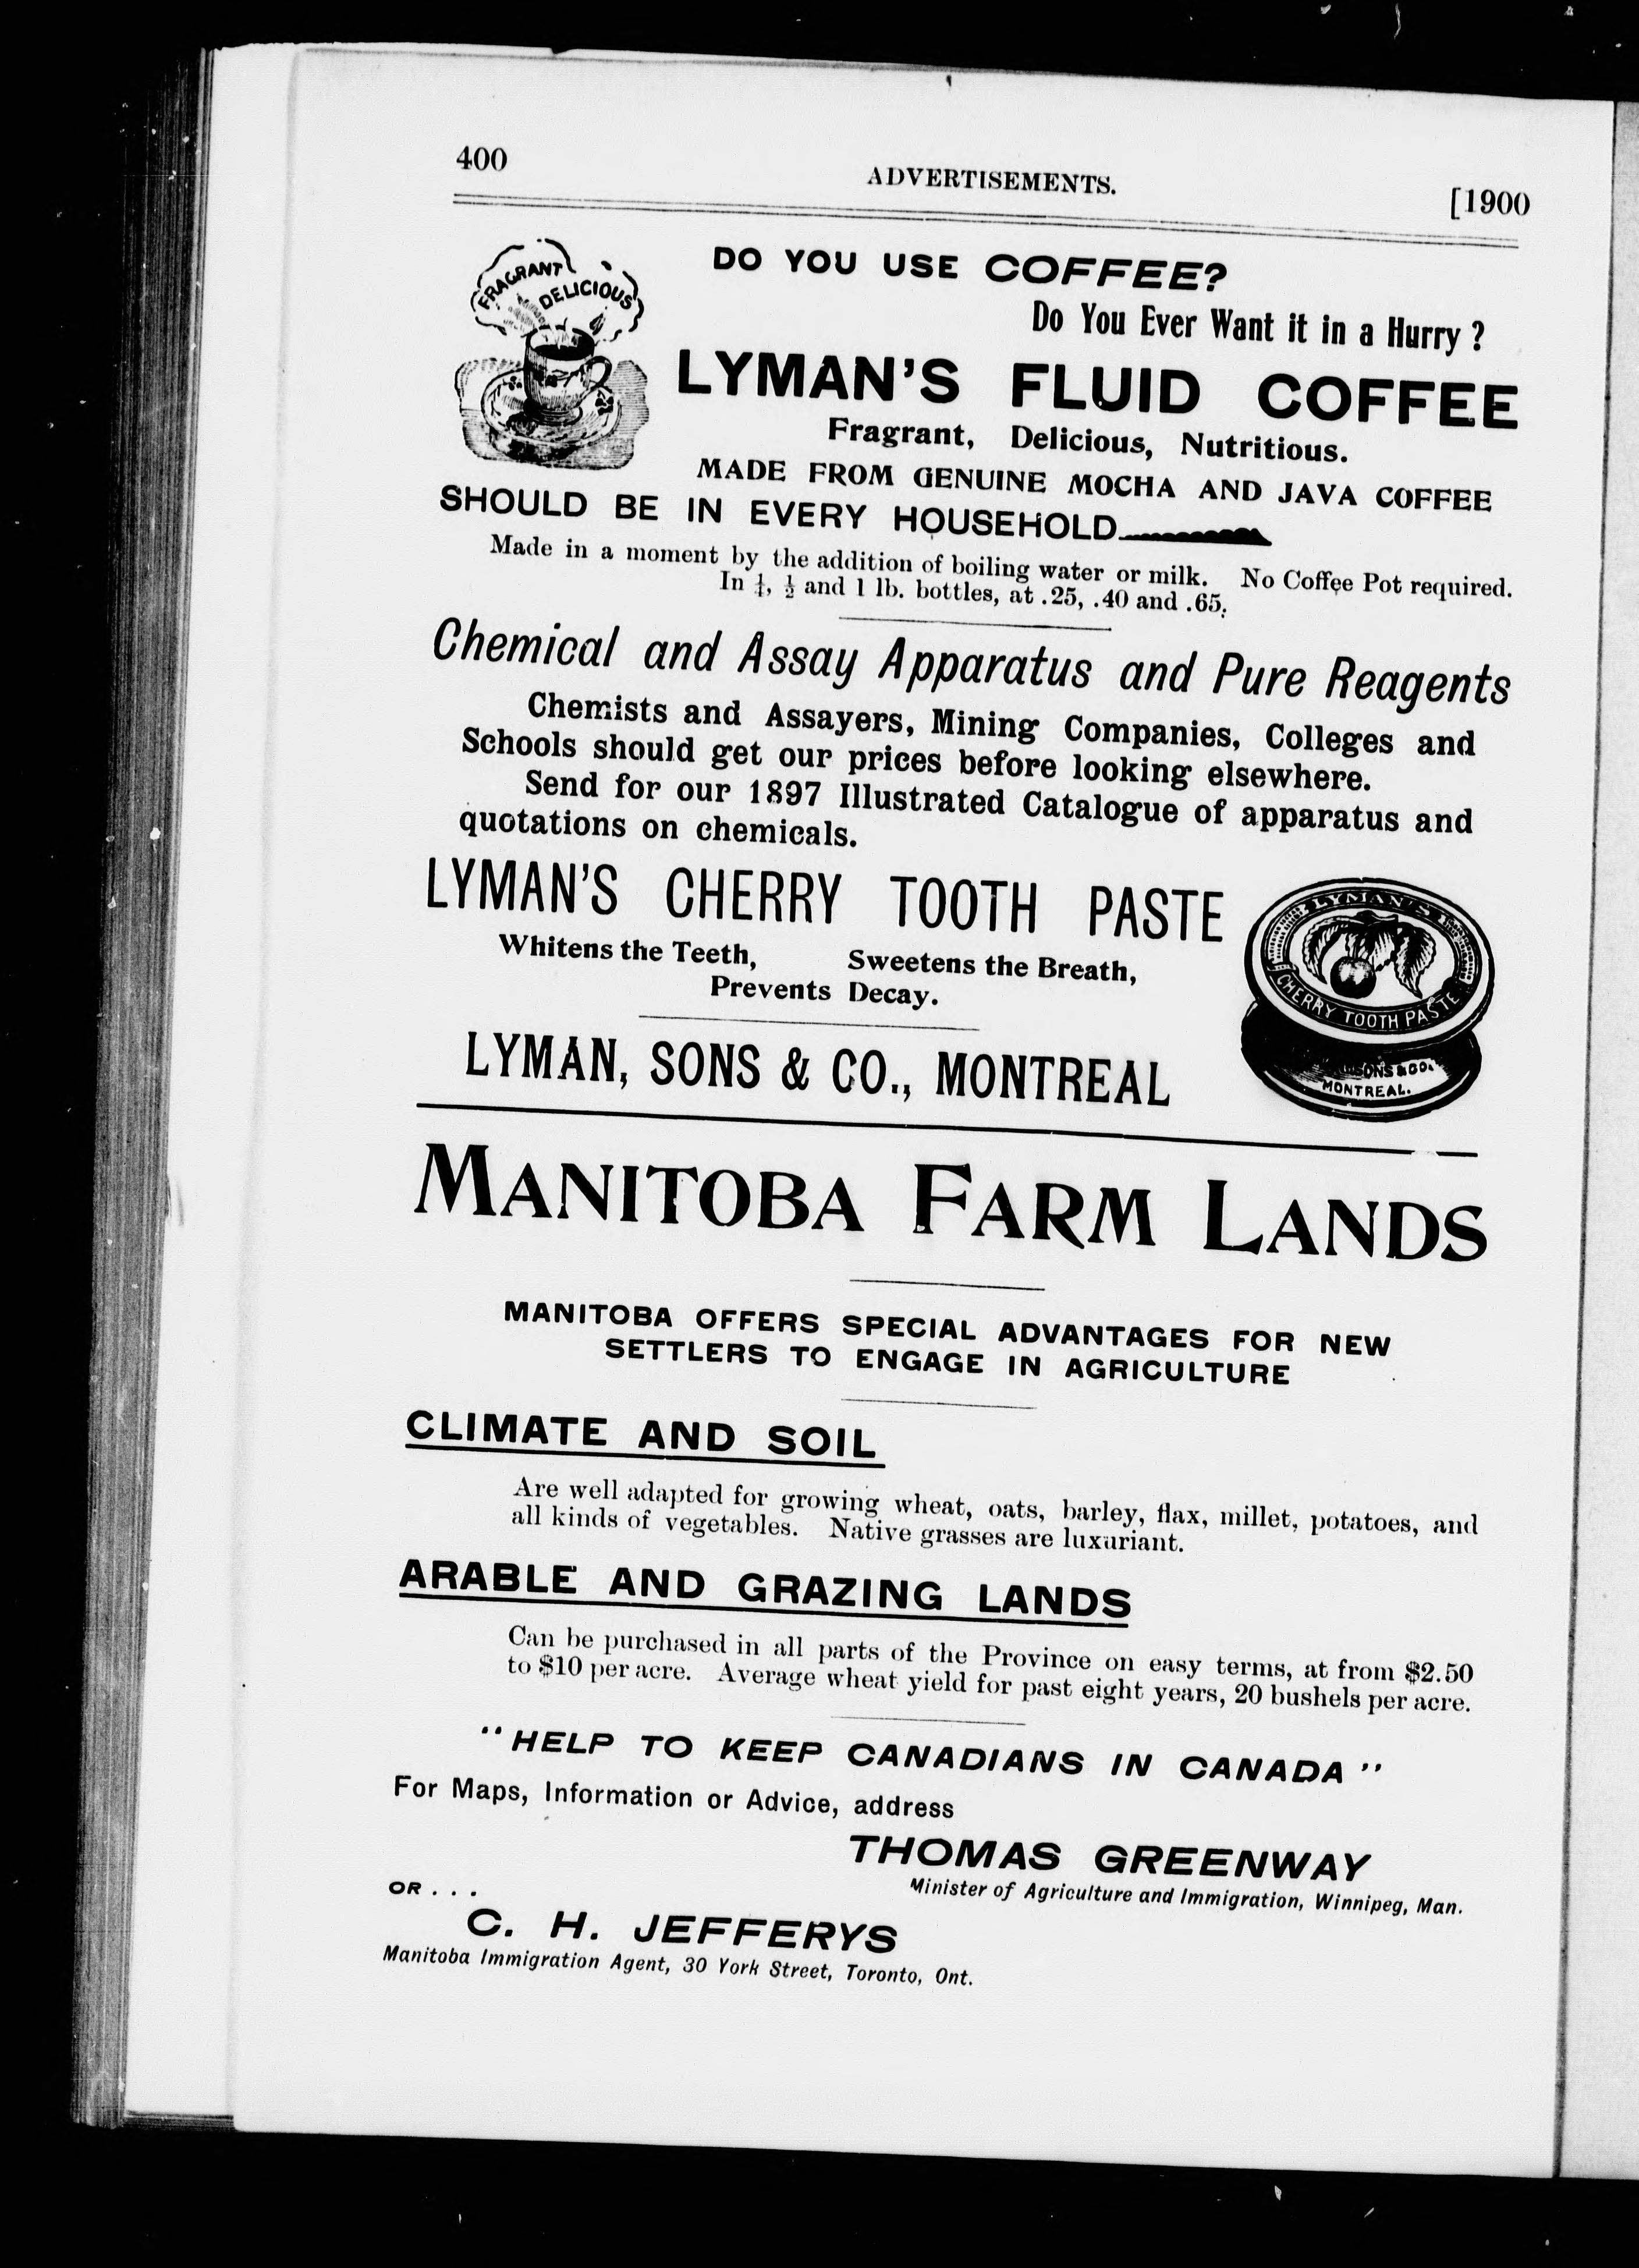 400
ADVERTISEMENTS.
[1900
FRAGRANT
DELICIOUS
DO YOU USE COFFEE?
Do You Ever Want it in a Hurry ?
LYMAN'S FLUID COFFEE
Fragrant, Delicious, Nutritious.
MADE FROM GENUINE MOCHA AND JAVA COFFEE
SHOULD BE IN EVERY HOUSEHOLD
Made in a moment by the addition of boiling water or milk. No Coffee Pot required.
In ¼, ½ and 1 lb. bottles, at .25, .40 and .65.
Chemical and Assay Apparatus and Pure Reagents
Chemists and Assayers, Mining Companies, Colleges and
Schools should get our prices before looking elsewhere.
Send for our 1897 Illustrated Catalogue of apparatus and
quotations on chemicals.
LYMAN'S CHERRY TOOTH PASTE
Whitens the Teeth, Sweetens the Breath,
Prevents Decay.
LYMAN, SONS & CO., MONTREAL
LYMAN'S
CHERRY TOOTH PASTE
SONS & CO.
MONTREAL.
MANITOBA FARM LANDS
MANITOBA OFFERS SPECIAL ADVANTAGES FOR NEW
SETTLERS TO ENGAGE IN AGRICULTURE
CLIMATE AND SOIL
Are well adapted for growing wheat, oats, barley, flax, millet, potatoes, and
all kinds of vegetables. Native grasses are luxuriant.
ARABLE AND GRAZING LANDS
Can be purchased in all parts of the Province on easy terms, at from $2.50
to $10 per acre. Average wheat yield for past eight years, 20 bushels per acre.
"HELP TO KEEP CANADIANS IN CANADA"
For Maps, Information or Advice, address
THOMAS GREENWAY
Minister of Agriculture and Immigration, Winnipeg, Man.
OR . . .
C. H. JEFFERYS
Manitoba Immigration Agent, 30 York Street, Toronto, Ont.